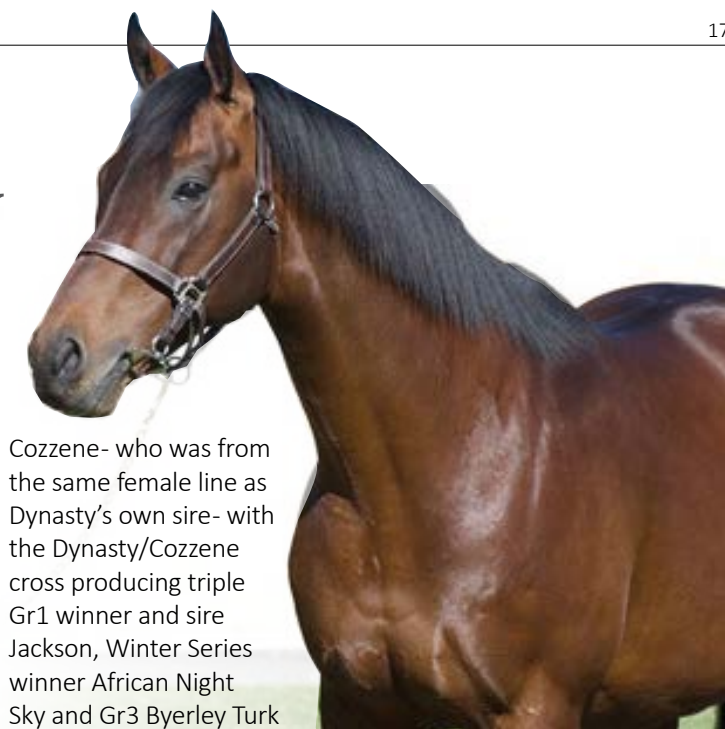 17
Cozzene- who was from
the same female line as
Dynasty’s own sire- with
the Dynasty/Cozzene
cross producing triple
Gr1 winner and sire
Jackson, Winter Series
winner African Night
Sky and Gr3 Byerley Turk